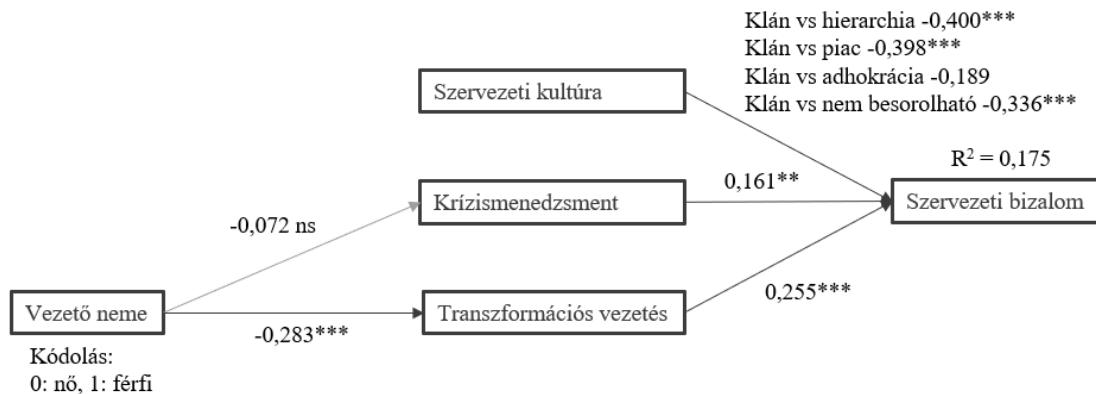 Klán vs hierarchia -0,400***
Klán vs piac -0,398***
Klán vs adhokrácia -0,189
Klán vs nem besorolható -0,336***
Szervezeti kultúra
R² = 0,175
Krízismenedzsment
0,161**
Szervezeti bizalom
-0,072 ns
Vezető neme
-0,283***
Transzformációs vezetés
0,255***
Kódolás:
0: nő, 1: férfi